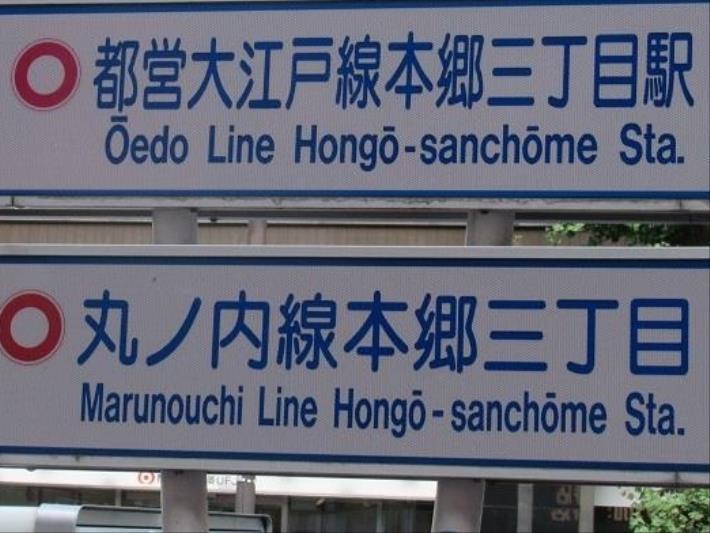 都営大江戸線本郷三丁目駅
Ōedo Line Hongō-sanchōme Sta.
丸ノ内線本郷三丁目
Marunouchi Line Hongō-sanchōme Sta.
UFJ